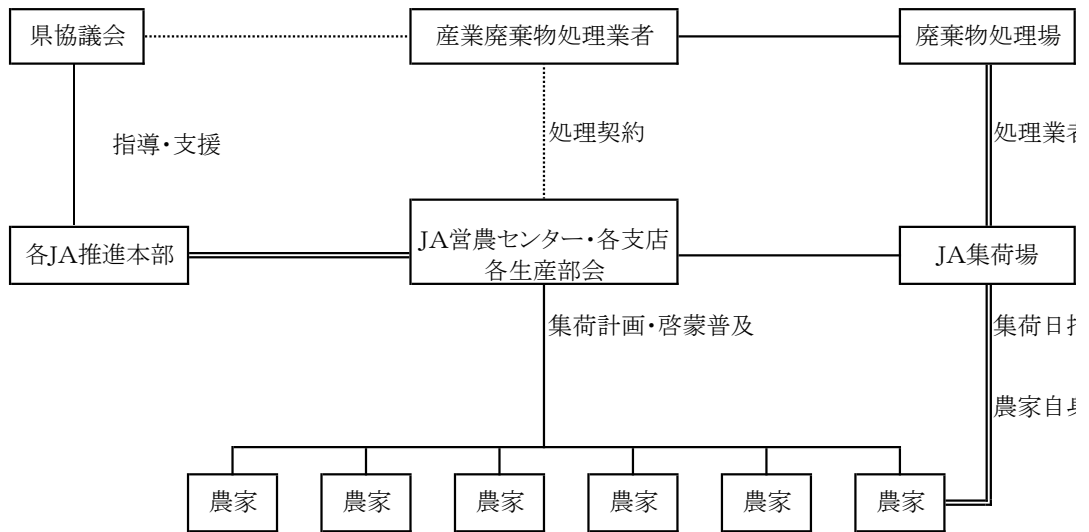 県協議会
産業廃棄物処理業者
廃棄物処理場
指導・支援
処理契約
処理業者
各JA推進本部
JA営農センター・各支店
各生産部会
JA集荷場
集荷計画・啓蒙普及
集荷日
農家自身
農家
農家
農家
農家
農家
農家